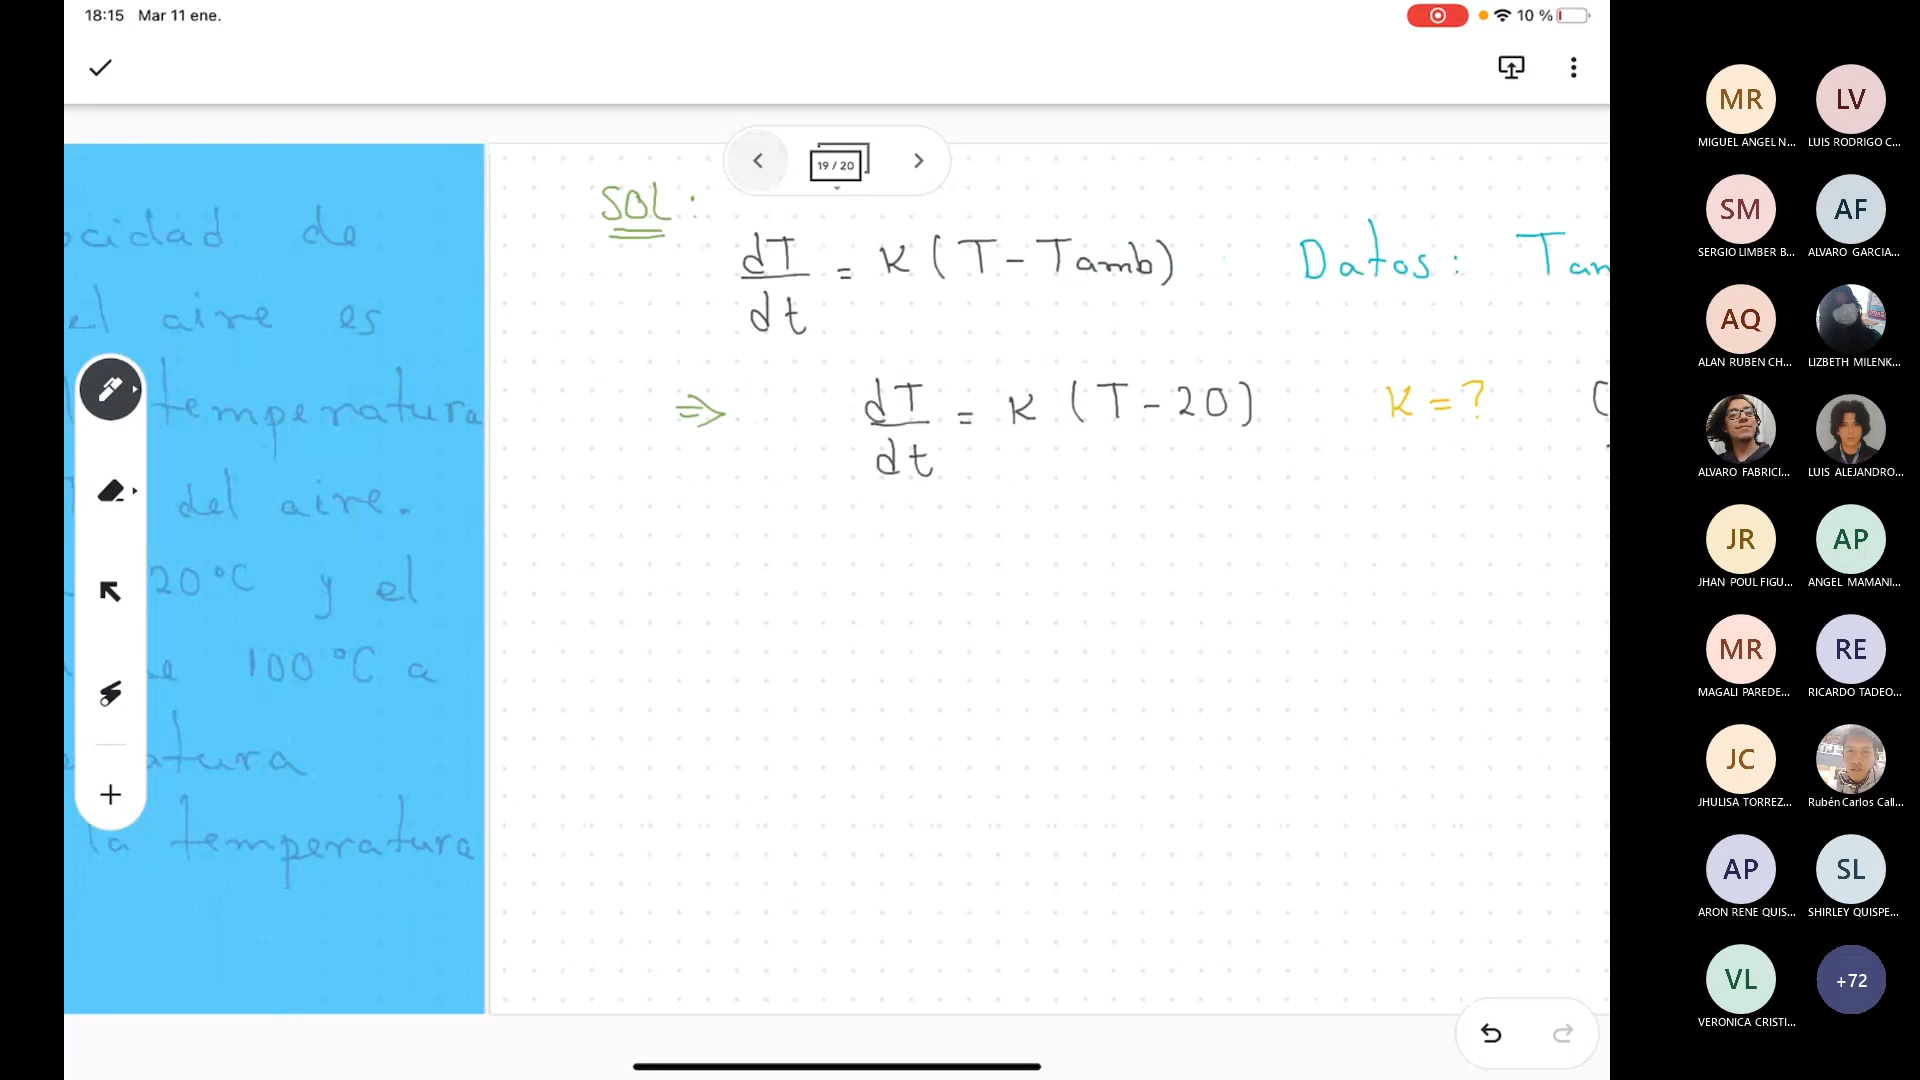 18:15 Mar 11 ene.
10 %
19 / 20
ocidad de
el aire es
temperatura
del aire.
20°C y el
100°C a
atura
la temperatura
SOL :
dT/dt = K (T - Tamb)
Datos: Tam
⇒ dT/dt = K (T - 20)
K = ?
MR
MIGUEL ANGEL N...
LV
LUIS RODRIGO C...
SM
SERGIO LIMBER B...
AF
ALVARO GARCIA...
AQ
ALAN RUBEN CH...
LIZBETH MILENK...
ALVARO FABRICI...
LUIS ALEJANDRO...
JR
JHAN POUL FIGU...
AP
ANGEL MAMANI...
MR
MAGALI PAREDE...
RE
RICARDO TADEO...
JC
JHULISA TORREZ...
Rubén Carlos Call...
AP
ARON RENE QUIS...
SL
SHIRLEY QUISPE...
VL
VERONICA CRISTI...
+72